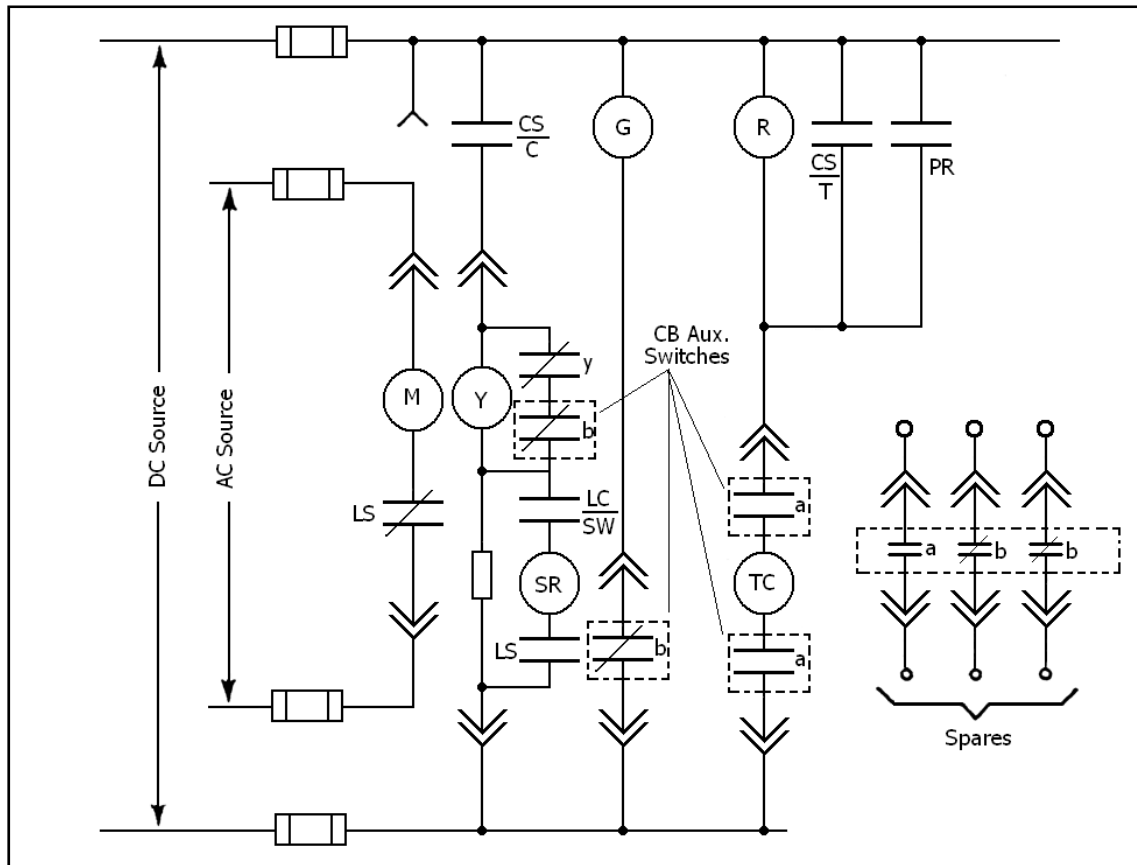 CS
C
G
R
CS
T
PR
CB Aux.
Switches
y
M
Y
b
DC Source
AC Source
LS
LC
SW
a
SR
TC
a
b
b
LS
b
a
Spares